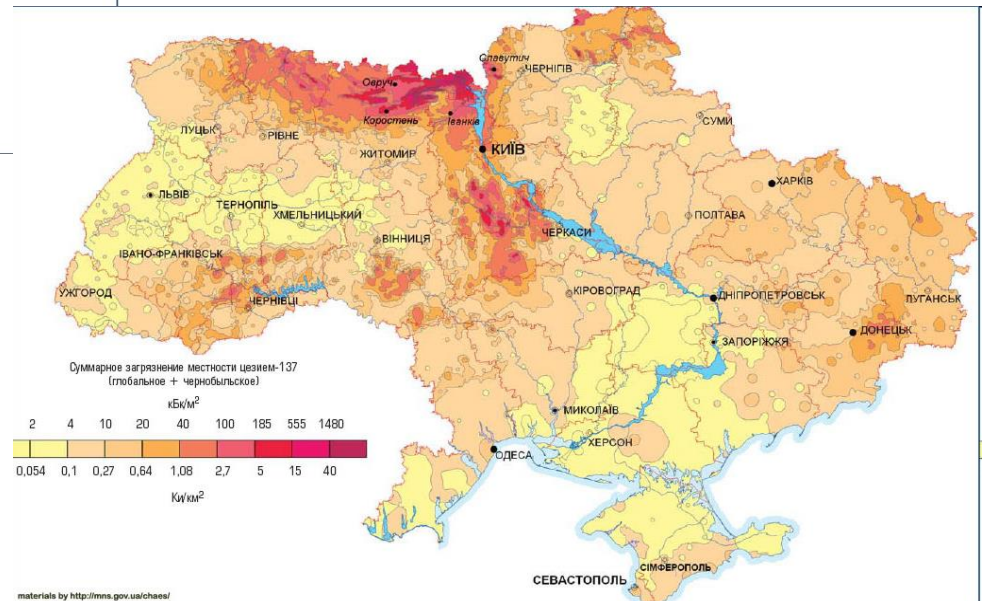 Славутич
ЧЕРНІГІВ
Овруч
Коростень
Іванків
СУМИ
ЛУЦЬК
РІВНЕ
КИЇВ
ЖИТОМИР
ХАРКІВ
ЛЬВІВ
ТЕРНОПІЛЬ
ХМЕЛЬНИЦЬКИЙ
ПОЛТАВА
ЧЕРКАСИ
ВІННИЦЯ
ІВАНО-ФРАНКІВСЬК
УЖГОРОД
ЧЕРНІВЦІ
КІРОВОГРАД
ДНІПРОПЕТРОВСЬК
ЛУГАНСЬК
ДОНЕЦЬК
ЗАПОРІЖЖЯ
Суммарное загрязнение местности цезием-137
(глобальное + чернобыльское)
кБк/м²
2 4 10 20 40 100 185 555 1480
0,054 0,1 0,27 0,64 1,08 2,7 5 15 40
Ки/км²
МИКОЛАЇВ
ХЕРСОН
ОДЕСА
СІМФЕРОПОЛЬ
СЕВАСТОПОЛЬ
materials by http://mns.gov.ua/chaes/